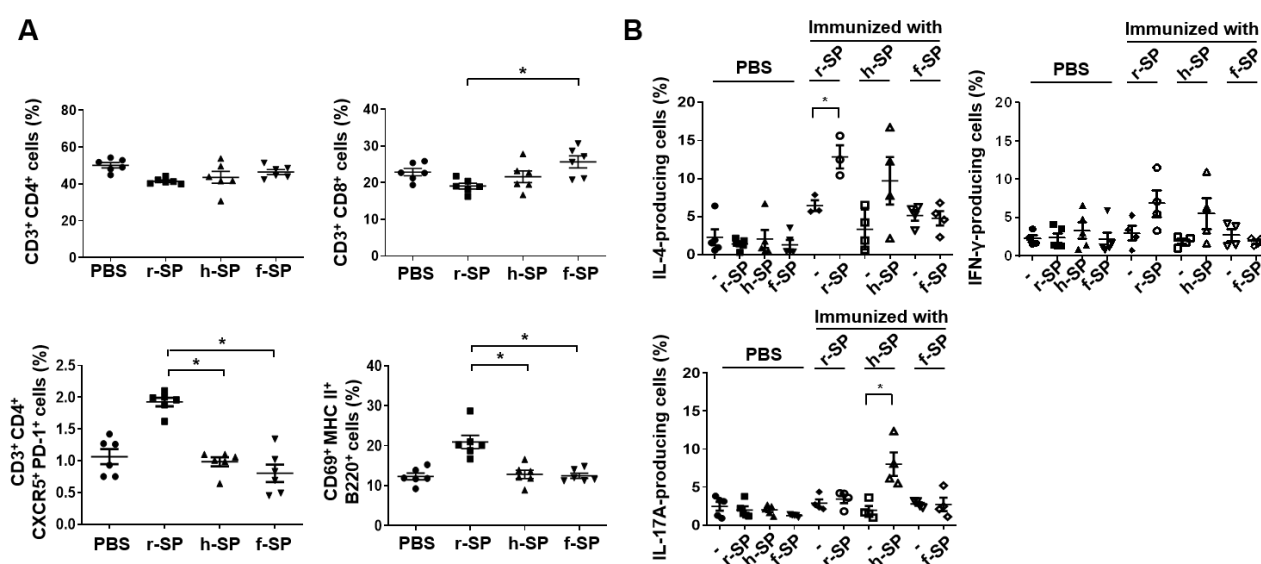 A
CD3+ CD4+ cells (%)
80
60
40
20
0
PBS r-SP h-SP f-SP
CD3+ CD8+ cells (%)
40
30
20
10
0
*
PBS r-SP h-SP f-SP
CD3+ CD4+
CXCR5+ PD-1+ cells (%)
2.5
2.0
1.5
1.0
0.5
0.0
*
*
PBS r-SP h-SP f-SP
CD69+ MHC II+
B220+ cells (%)
40
30
20
10
0
*
*
PBS r-SP h-SP f-SP
B
Immunized with
PBS r-SP h-SP f-SP
IL-4-producing cells (%)
20
15
10
5
0
*
- r-SP h-SP f-SP - r-SP - h-SP - f-SP
Immunized with
PBS r-SP h-SP f-SP
IFN-γ-producing cells (%)
20
15
10
5
0
- r-SP h-SP f-SP - r-SP - h-SP - f-SP
Immunized with
PBS r-SP h-SP f-SP
IL-17A-producing cells (%)
20
15
10
5
0
*
- r-SP h-SP f-SP - r-SP - h-SP - f-SP